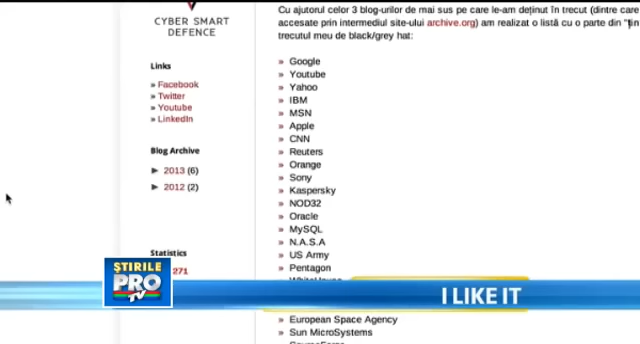 CYBER SMART
DEFENCE
Links
» Facebook
» Twitter
» Youtube
» LinkedIn
Blog Archive
► 2013 (6)
► 2012 (2)
Statistics
271
Cu ajutorul celor 3 blog-urilor de mai sus pe care le-am deținut în trecut (dintre care
accesate prin intermediul site-ului archive.org) am realizat o listă cu o parte din "țin
trecutul meu de black/grey hat:
» Google
» Youtube
» Yahoo
» IBM
» MSN
» Apple
» CNN
» Reuters
» Orange
» Sony
» Kaspersky
» NOD32
» Oracle
» MySQL
» N.A.S.A
» US Army
» Pentagon
» European Space Agency
» Sun MicroSystems
ȘTIRILE
PRO
TV
I LIKE IT